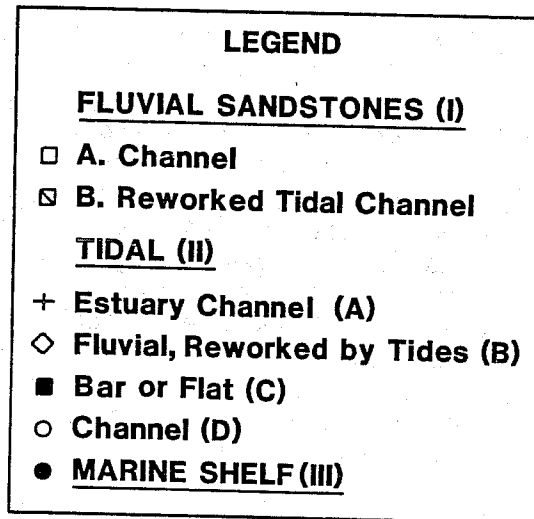 LEGEND
FLUVIAL SANDSTONES (I)
A. Channel
B. Reworked Tidal Channel
TIDAL (II)
Estuary Channel (A)
Fluvial, Reworked by Tides (B)
Bar or Flat (C)
Channel (D)
MARINE SHELF (III)